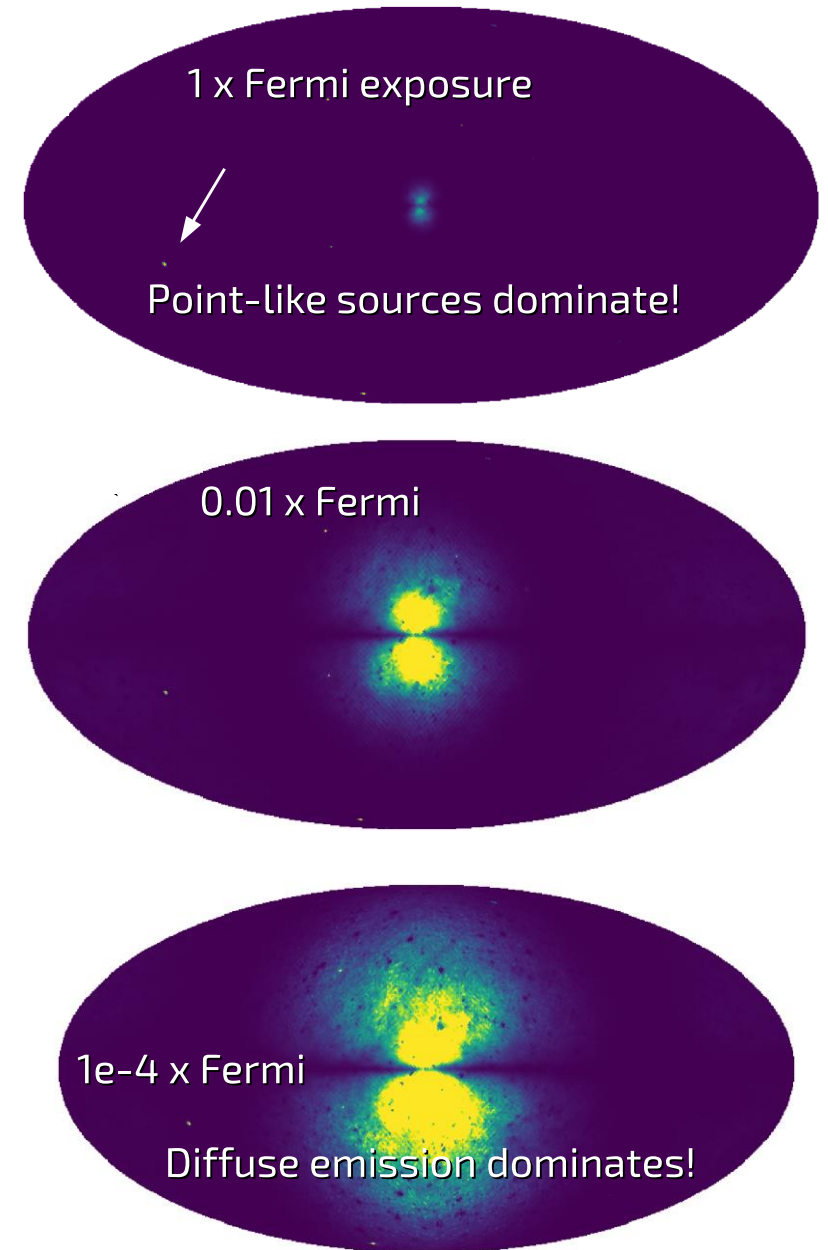 1 x Fermi exposure
Point-like sources dominate!
0.01 x Fermi
1e-4 x Fermi
Diffuse emission dominates!